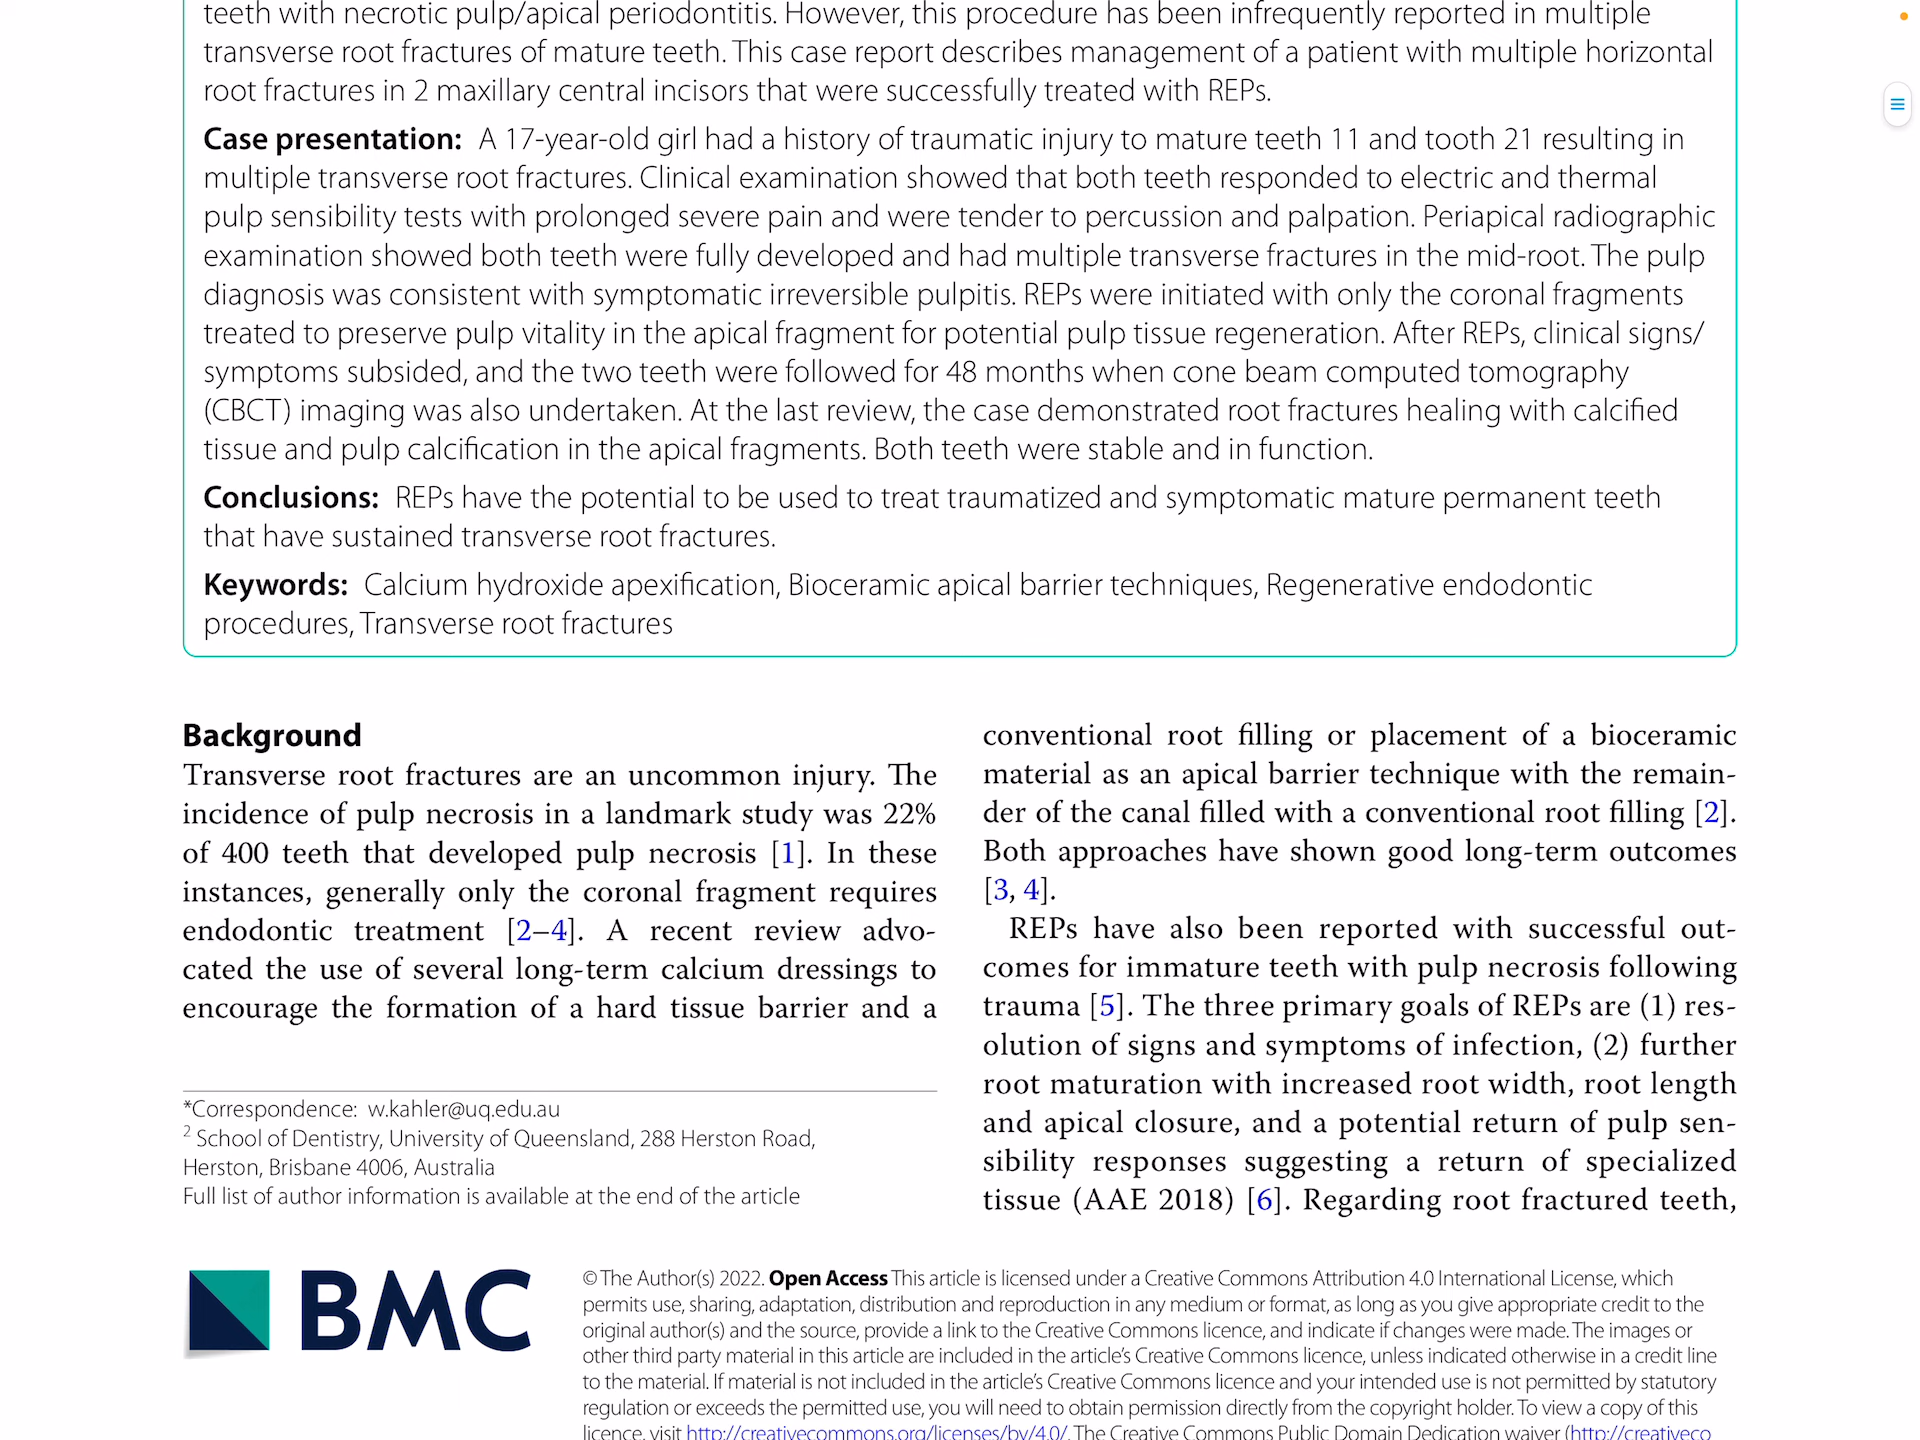 teeth with necrotic pulp/apical periodontitis. However, this procedure has been infrequently reported in multiple
transverse root fractures of mature teeth. This case report describes management of a patient with multiple horizontal
root fractures in 2 maxillary central incisors that were successfully treated with REPs.
Case presentation: A 17-year-old girl had a history of traumatic injury to mature teeth 11 and tooth 21 resulting in
multiple transverse root fractures. Clinical examination showed that both teeth responded to electric and thermal
pulp sensibility tests with prolonged severe pain and were tender to percussion and palpation. Periapical radiographic
examination showed both teeth were fully developed and had multiple transverse fractures in the mid-root. The pulp
diagnosis was consistent with symptomatic irreversible pulpitis. REPs were initiated with only the coronal fragments
treated to preserve pulp vitality in the apical fragment for potential pulp tissue regeneration. After REPs, clinical signs/
symptoms subsided, and the two teeth were followed for 48 months when cone beam computed tomography
(CBCT) imaging was also undertaken. At the last review, the case demonstrated root fractures healing with calcified
tissue and pulp calcification in the apical fragments. Both teeth were stable and in function.
Conclusions: REPs have the potential to be used to treat traumatized and symptomatic mature permanent teeth
that have sustained transverse root fractures.
Keywords: Calcium hydroxide apexification, Bioceramic apical barrier techniques, Regenerative endodontic
procedures, Transverse root fractures
Background
Transverse root fractures are an uncommon injury. The
incidence of pulp necrosis in a landmark study was 22%
of 400 teeth that developed pulp necrosis [1]. In these
instances, generally only the coronal fragment requires
endodontic treatment [2–4]. A recent review advo-
cated the use of several long-term calcium dressings to
encourage the formation of a hard tissue barrier and a
*Correspondence: w.kahler@uq.edu.au
2 School of Dentistry, University of Queensland, 288 Herston Road,
Herston, Brisbane 4006, Australia
Full list of author information is available at the end of the article
conventional root filling or placement of a bioceramic
material as an apical barrier technique with the remain-
der of the canal filled with a conventional root filling [2].
Both approaches have shown good long-term outcomes
[3, 4].
REPs have also been reported with successful out-
comes for immature teeth with pulp necrosis following
trauma [5]. The three primary goals of REPs are (1) res-
olution of signs and symptoms of infection, (2) further
root maturation with increased root width, root length
and apical closure, and a potential return of pulp sen-
sibility responses suggesting a return of specialized
tissue (AAE 2018) [6]. Regarding root fractured teeth,
BMC
© The Author(s) 2022. Open Access This article is licensed under a Creative Commons Attribution 4.0 International License, which
permits use, sharing, adaptation, distribution and reproduction in any medium or format, as long as you give appropriate credit to the
original author(s) and the source, provide a link to the Creative Commons licence, and indicate if changes were made. The images or
other third party material in this article are included in the article's Creative Commons licence, unless indicated otherwise in a credit line
to the material. If material is not included in the article's Creative Commons licence and your intended use is not permitted by statutory
regulation or exceeds the permitted use, you will need to obtain permission directly from the copyright holder. To view a copy of this
licence, visit http://creativecommons.org/licenses/by/4.0/. The Creative Commons Public Domain Dedication waiver (http://creativeco